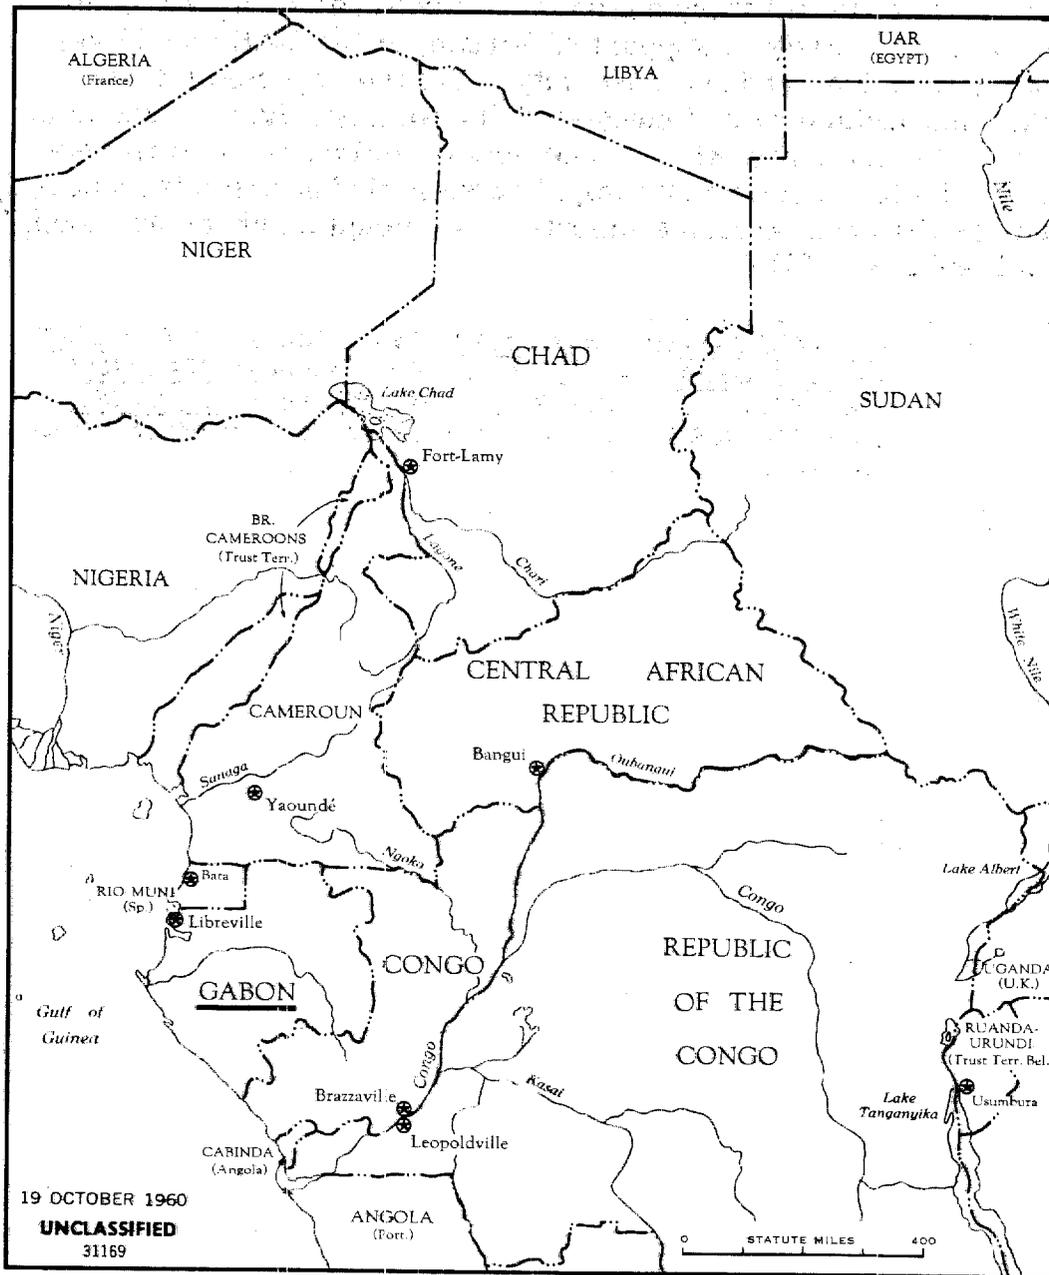 ALGERIA
(France)
LIBYA
UAR
(EGYPT)
Nile
NIGER
CHAD
SUDAN
Lake Chad
Fort-Lamy
BR.
CAMEROONS
(Trust Terr.)
Logone
Chari
NIGERIA
Niger
White Nile
CENTRAL AFRICAN
REPUBLIC
CAMEROUN
Bangui
Oubangui
Sanaga
Yaoundé
Ngoko
Lake Albert
Bata
RIO MUNI
(Sp.)
Libreville
Congo
REPUBLIC
OF THE
CONGO
CONGO
GABON
UGANDA
(U.K.)
Gulf of
Guinea
RUANDA-
URUNDI
(Trust Terr. Bel.)
Congo
Kasai
Brazzaville
Leopoldville
Lake
Tanganyika
Usumbura
CABINDA
(Angola)
19 OCTOBER 1960
UNCLASSIFIED
31169
ANGOLA
(Port.)
0 STATUTE MILES 400